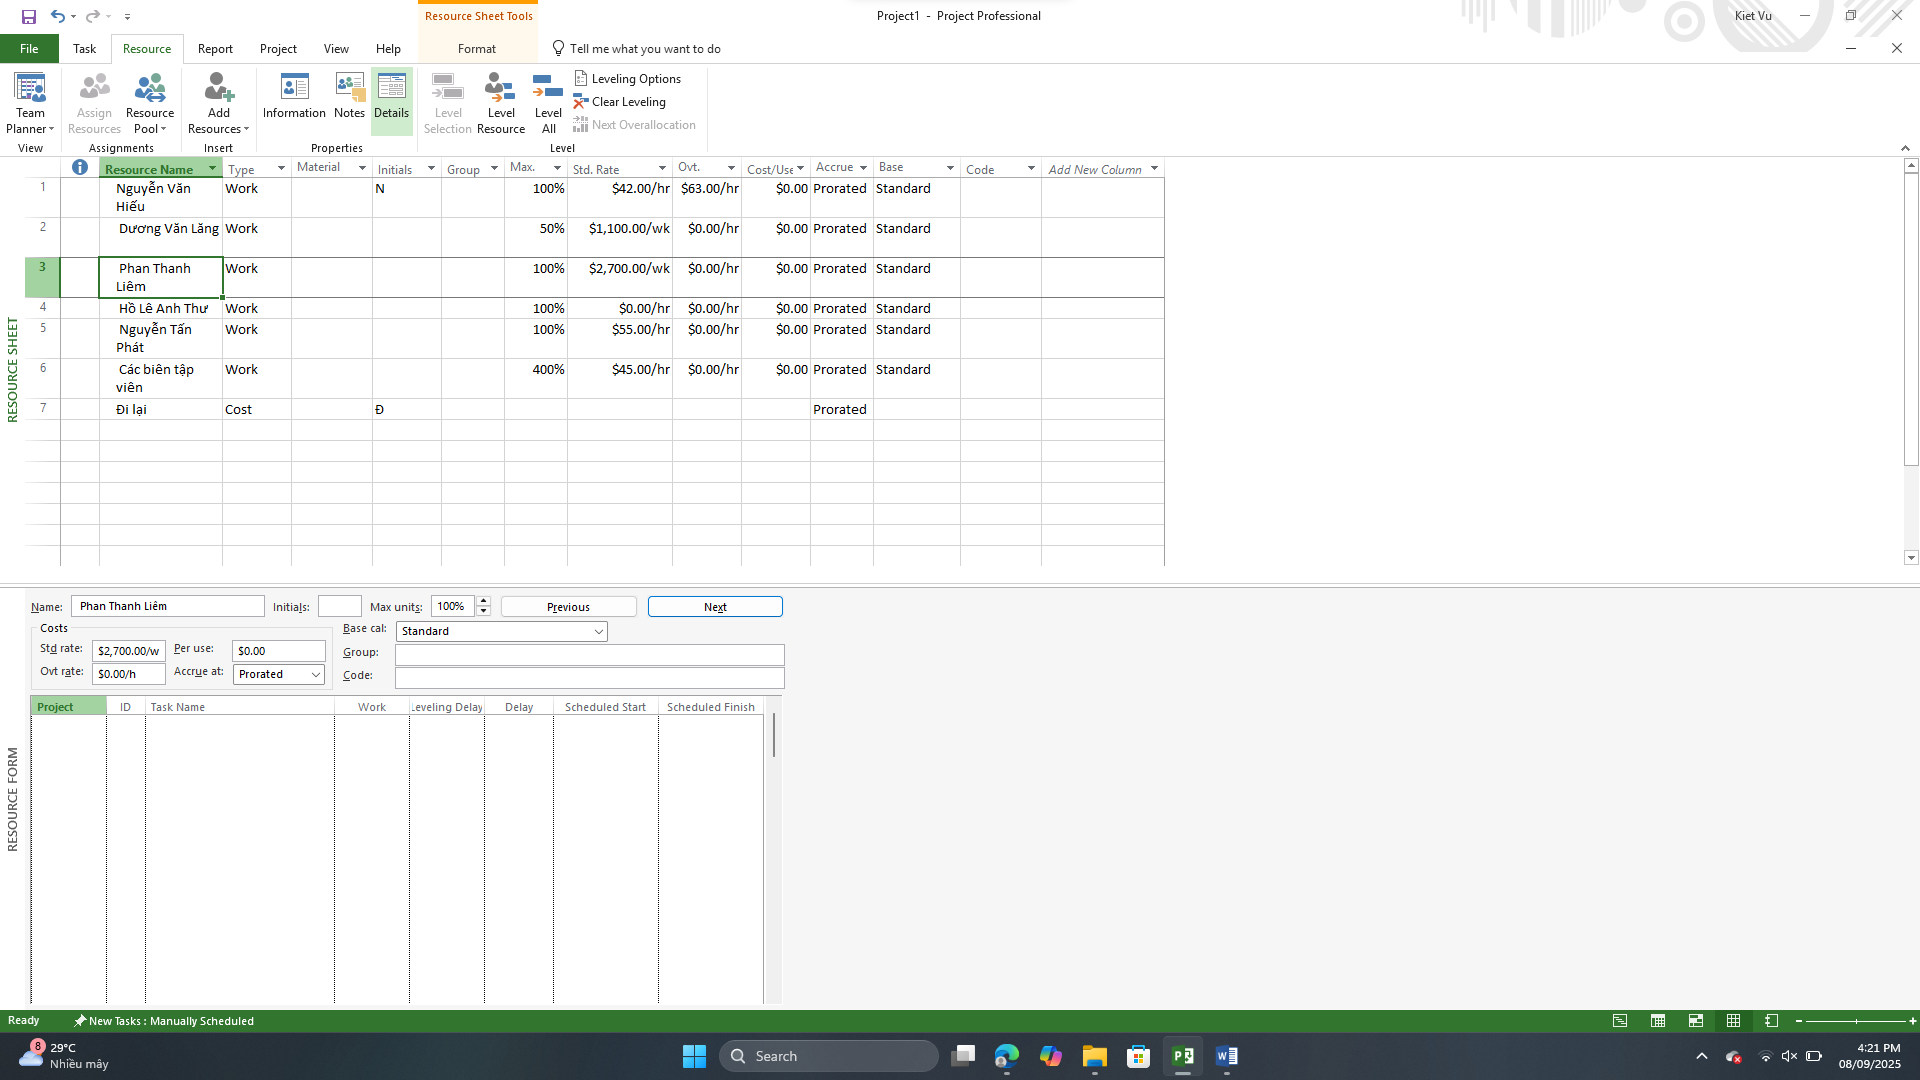 Resource Sheet Tools
Project1 - Project Professional
Kiet Vu
File Task Resource Report Project View Help Format Tell me what you want to do
Team Planner
Assign Resources
Resource Pool
Add Resources
Information
Notes
Details
Level Selection
Level Resource
Level All
Leveling Options
Clear Leveling
Next Overallocation
View Assignments Insert Properties Level
Resource Name Type Material Initials Group Max. Std. Rate Ovt. Cost/Use Accrue Base Code Add New Column
1 Nguyễn Văn Hiếu Work N 100% $42.00/hr $63.00/hr $0.00 Prorated Standard
2 Dương Văn Lăng Work 50% $1,100.00/wk $0.00/hr $0.00 Prorated Standard
3 Phan Thanh Liêm Work 100% $2,700.00/wk $0.00/hr $0.00 Prorated Standard
4 Hồ Lê Anh Thư Work 100% $0.00/hr $0.00/hr $0.00 Prorated Standard
5 Nguyễn Tấn Phát Work 100% $55.00/hr $0.00/hr $0.00 Prorated Standard
6 Các biên tập viên Work 400% $45.00/hr $0.00/hr $0.00 Prorated Standard
7 Đi lại Cost Đ Prorated
RESOURCE SHEET
Name: Phan Thanh Liêm Initials: Max units: 100% Previous Next
Costs Base cal: Standard
Std rate: $2,700.00/w Per use: $0.00 Group:
Ovt rate: $0.00/h Accrue at: Prorated Code:
Project ID Task Name Work Leveling Delay Delay Scheduled Start Scheduled Finish
RESOURCE FORM
Ready New Tasks : Manually Scheduled
8 29°C
Nhiều mây
Search
4:21 PM
08/09/2025